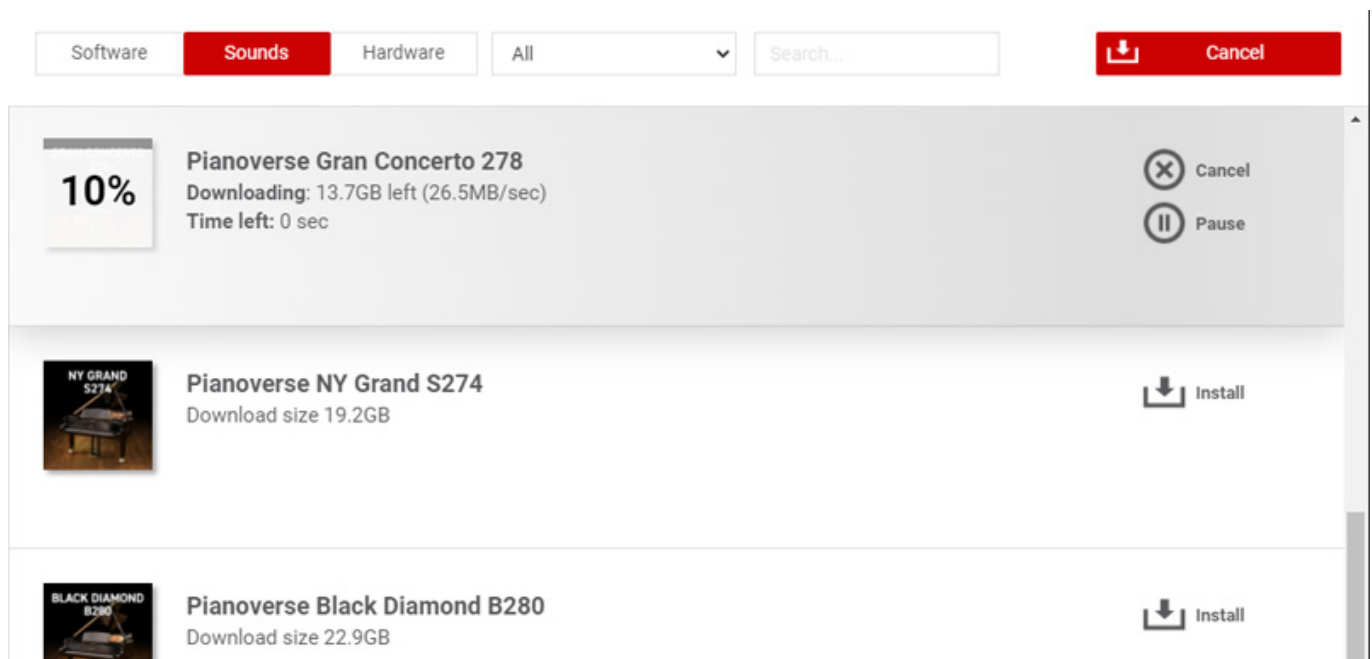 Software Sounds Hardware All Search... Cancel
10%
Pianoverse Gran Concerto 278
Downloading: 13.7GB left (26.5MB/sec)
Time left: 0 sec
Cancel
Pause
NY GRAND
S274
Pianoverse NY Grand S274
Download size 19.2GB
Install
BLACK DIAMOND
B280
Pianoverse Black Diamond B280
Download size 22.9GB
Install